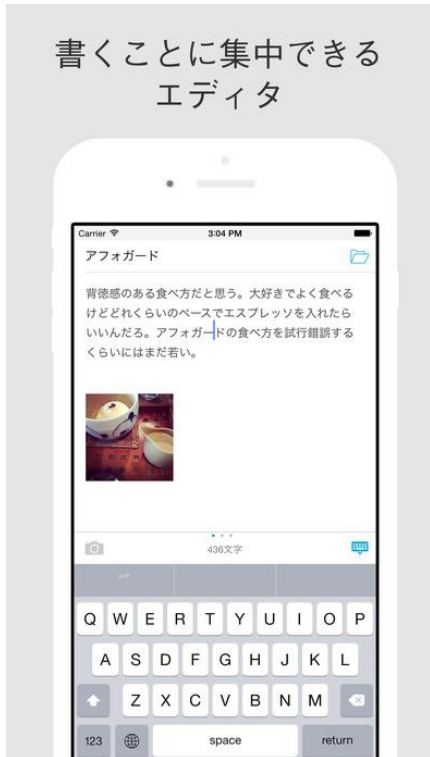 書くことに集中できる
エディタ
Carrier 3:04 PM
アフォガード
背徳感のある食べ方だと思う。大好きでよく食べる
けどどれくらいのペースでエスプレッソを入れたら
いいんだろ。アフォガードの食べ方を試行錯誤する
くらいにはまだ若い。
436文字
Q W E R T Y U I O P
A S D F G H J K L
Z X C V B N M
123 space return